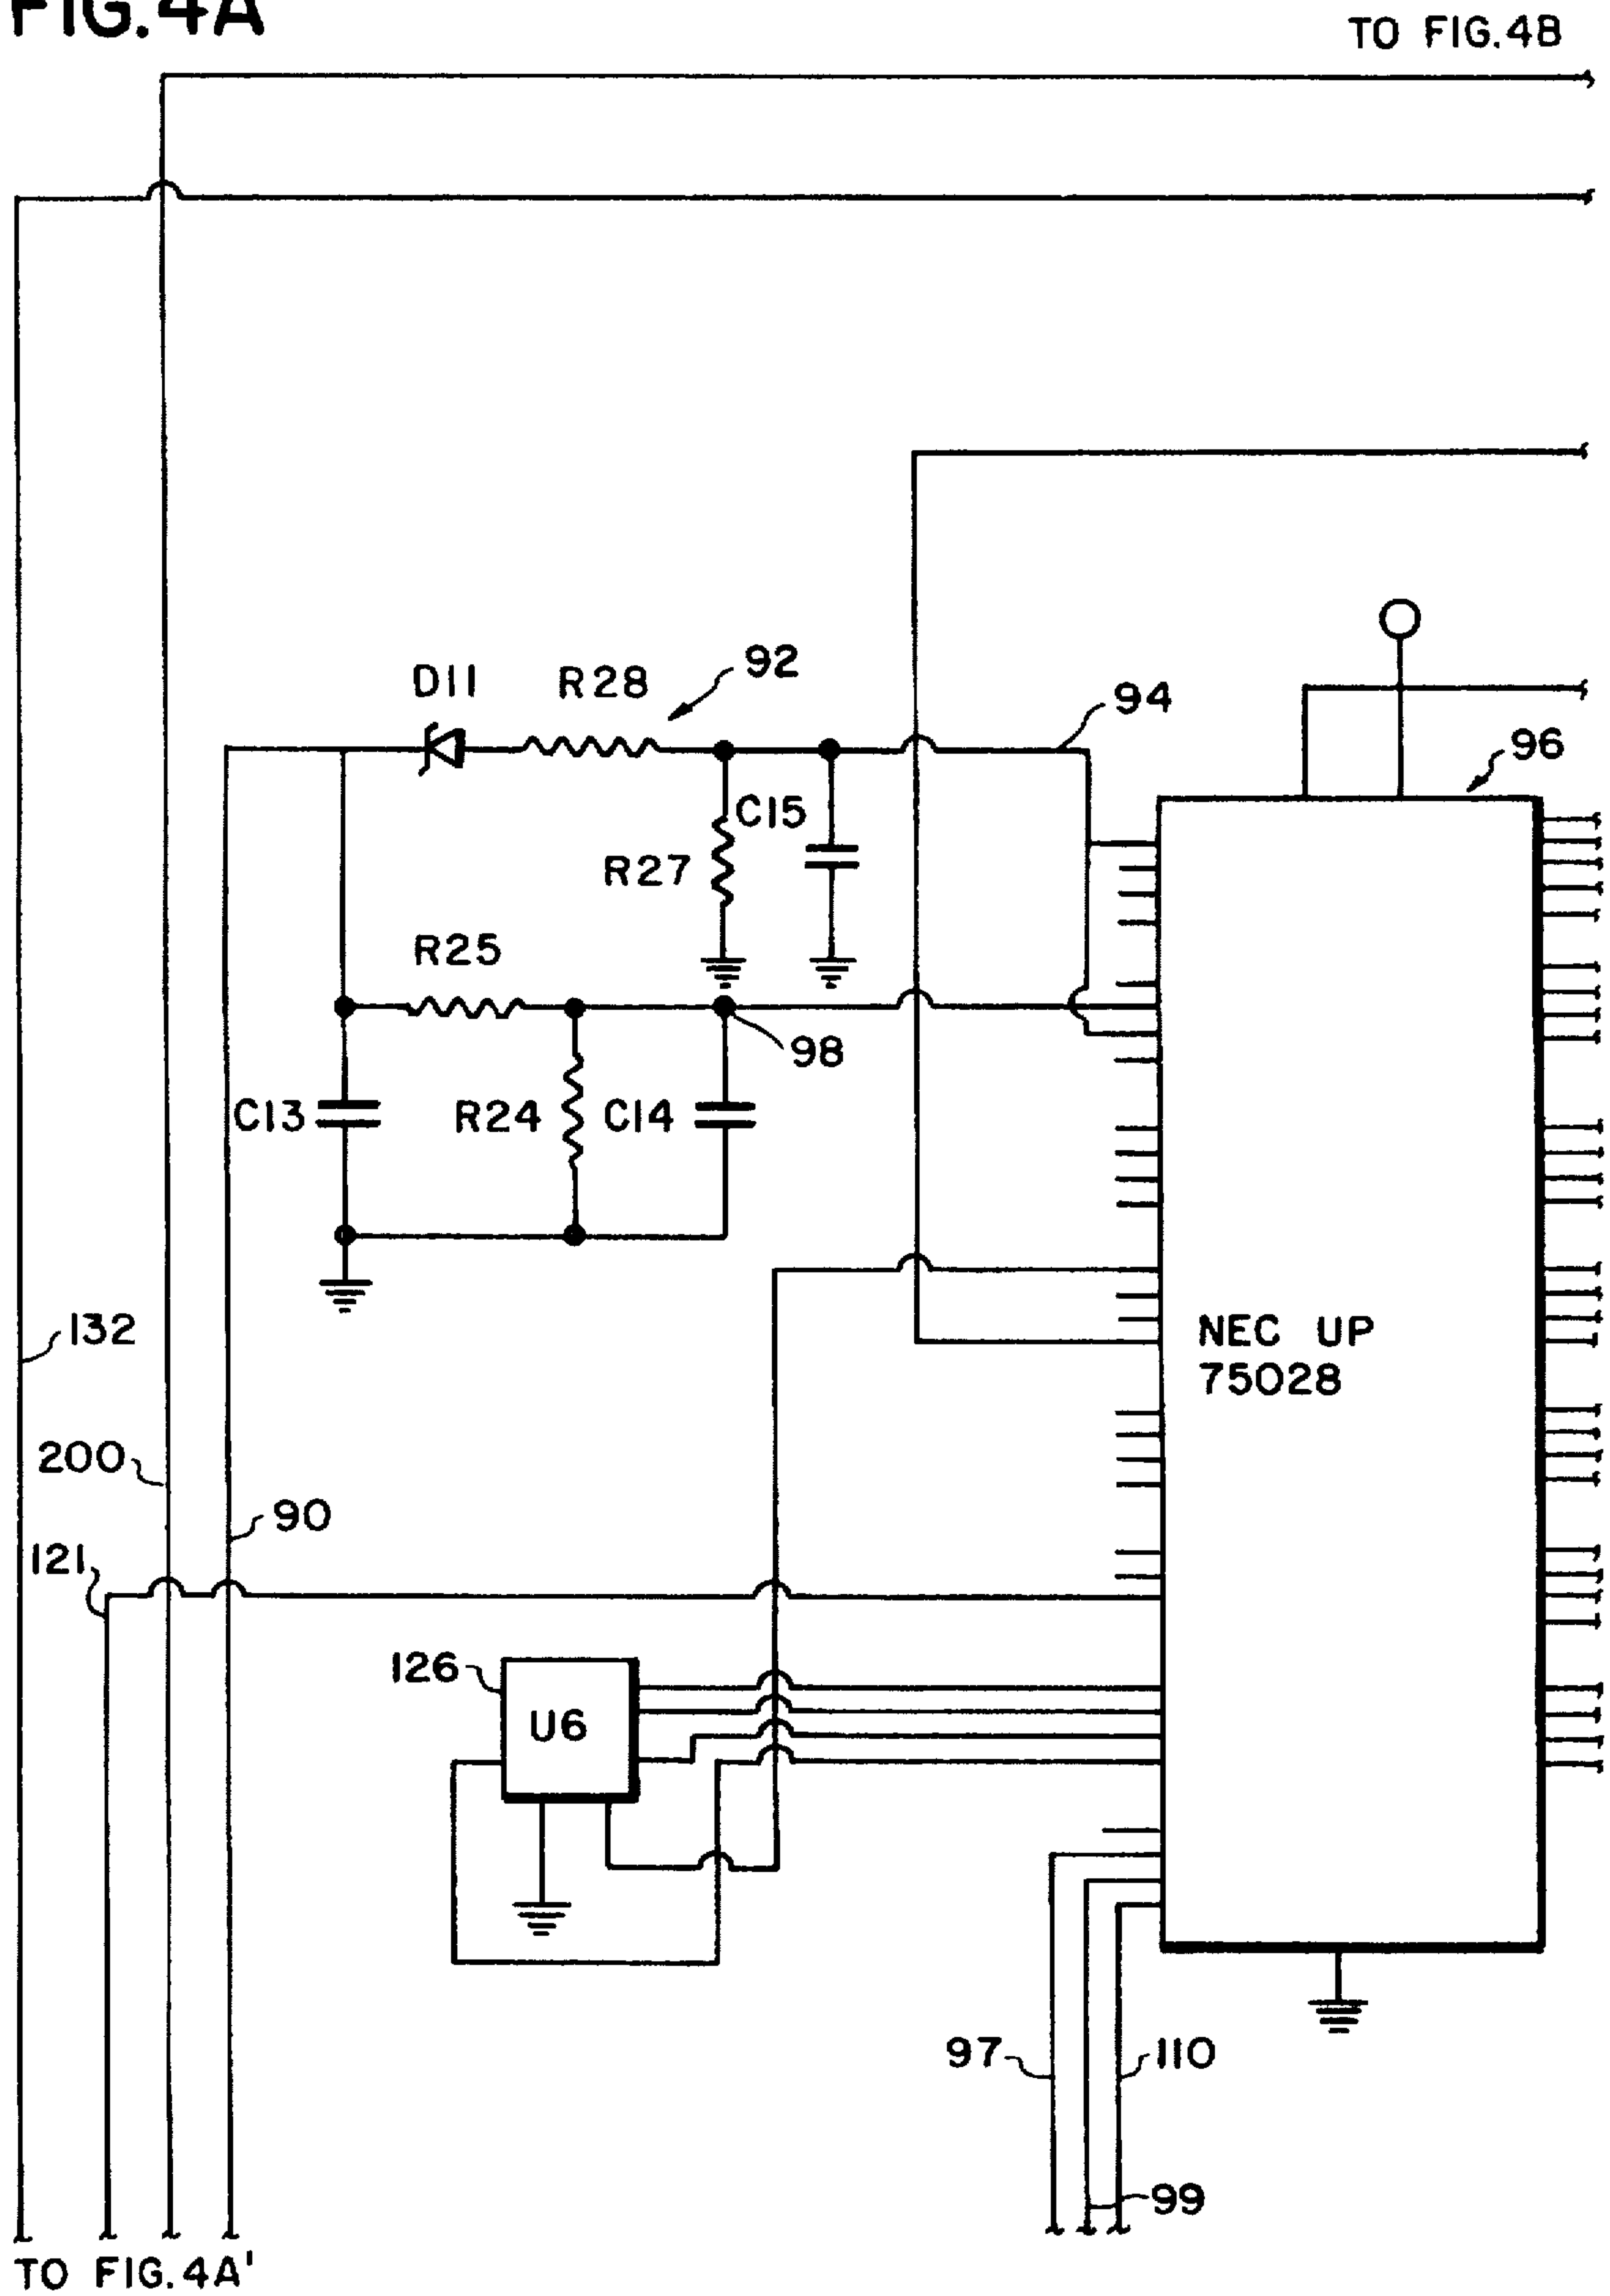 FIG.4A
TO FIG.4B
D11
R28
92
94
96
C15
R27
R25
98
C13
R24
C14
132
NEC UP
75028
200
90
121
126
U6
97
110
99
TO FIG.4A'